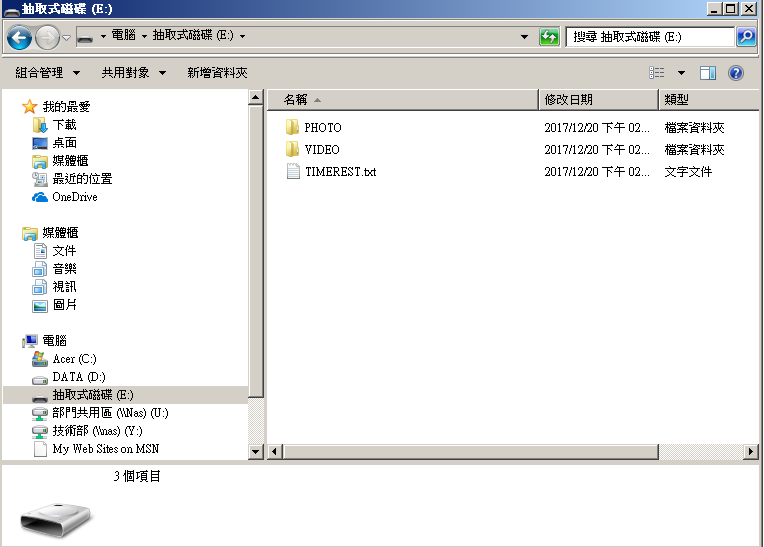 抽取式磁碟 (E:)
電腦 抽取式磁碟 (E:) 搜尋 抽取式磁碟 (E:)
組合管理 共用對象 新增資料夾
我的最愛
下載
桌面
媒體櫃
最近的位置
OneDrive
媒體櫃
文件
音樂
視訊
圖片
電腦
Acer (C:)
DATA (D:)
抽取式磁碟 (E:)
部門共用區 (\\Nas) (U:)
技術部 (\\nas) (Y:)
My Web Sites on MSN
名稱 修改日期 類型
PHOTO 2017/12/20 下午 02... 檔案資料夾
VIDEO 2017/12/20 下午 02... 檔案資料夾
TIMEREST.txt 2017/12/20 下午 02... 文字文件
3 個項目